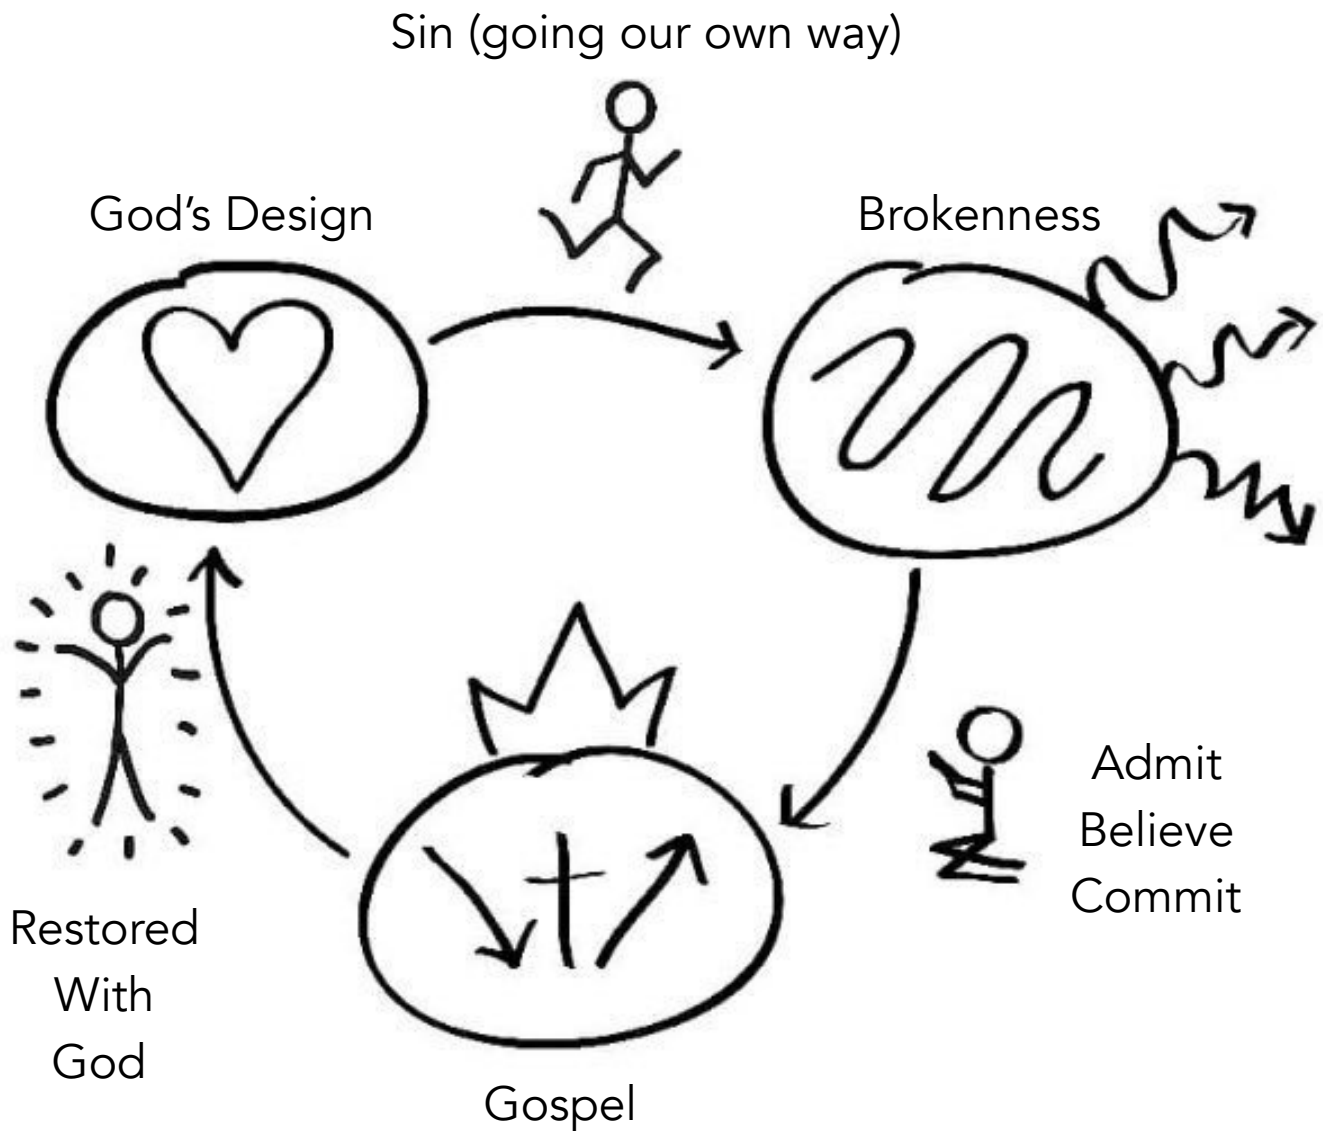 Sin (going our own way)
God's Design
Brokenness
Admit
Believe
Commit
Restored
With
God
Gospel